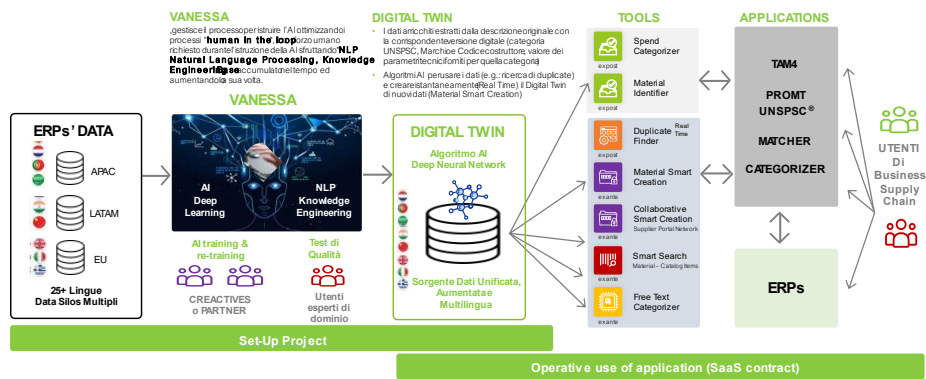 VANESSA
„gestisce il processo per istruire l'AI ottimizzando i
processi "human in the loop", sforzo umano
richiesto durante l'istruzione della AI sfruttando "NLP
Natural Language Processing, Knowledge
Engineering Base accumulato nel tempo ed
aumentandola a sua volta.
DIGITAL TWIN
• I dati arricchiti estratti dalla descrizione originale con
la corrispondente versione digitale (categoria
UNSPSC, Marchio e Codice costruttore, valore dei
parametri tecnici forniti per quella categoria)
• Algoritmi AI per usare i dati (e.g.: ricerca di duplicate)
e creare istantaneamente (Real Time) il Digital Twin
di nuovi dati (Material Smart Creation)
TOOLS
APPLICATIONS
ERPs' DATA
APAC
LATAM
EU
25+ Lingue
Data Silos Multipli
VANESSA
AI
Deep
Learning
NLP
Knowledge
Engineering
AI training &
re-training
Test di
Qualità
CREACTIVES
o PARTNER
Utenti
esperti di
dominio
DIGITAL TWIN
Algoritmo AI
Deep Neural Network
Sorgente Dati Unificata,
Aumentata e
Multilingua
Spend
Categorizer
expost
Material
Identifier
expost
Duplicate Real
Finder Time
expost
Material Smart
Creation
exante
Collaborative
Smart Creation
Supplier Portal Network
exante
Smart Search
Material – Catalog Items
exante
Free Text
Categorizer
exante
TAM4
PROMT
UNSPSC®
MATCHER
CATEGORIZER
ERPs
UTENTI
Di
Business
Supply
Chain
Set-Up Project
Operative use of application (SaaS contract)